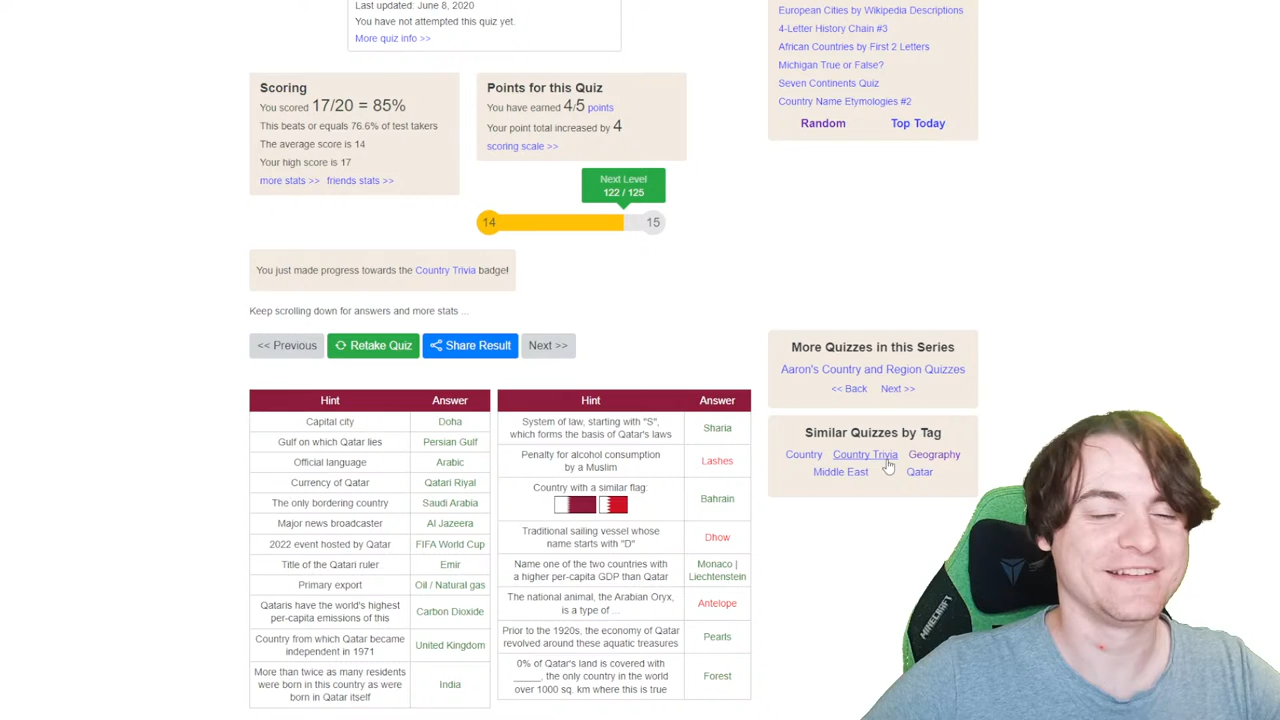 Last updated: June 8, 2020
You have not attempted this quiz yet.
More quiz info >>
European Cities by Wikipedia Descriptions
4-Letter History Chain #3
African Countries by First 2 Letters
Michigan True or False?
Seven Continents Quiz
Country Name Etymologies #2
Random Top Today
Scoring
You scored 17/20 = 85%
This beats or equals 76.6% of test takers
The average score is 14
Your high score is 17
more stats >> friends stats >>
Points for this Quiz
You have earned 4/5 points
Your point total increased by 4
scoring scale >>
Next Level
122 / 125
14 15
You just made progress towards the Country Trivia badge!
Keep scrolling down for answers and more stats ...
<< Previous Retake Quiz Share Result Next >>
More Quizzes in this Series
Aaron's Country and Region Quizzes
<< Back Next >>
Similar Quizzes by Tag
Country Country Trivia Geography
Middle East Qatar
Hint Answer
Capital city Doha
Gulf on which Qatar lies Persian Gulf
Official language Arabic
Currency of Qatar Qatari Riyal
The only bordering country Saudi Arabia
Major news broadcaster Al Jazeera
2022 event hosted by Qatar FIFA World Cup
Title of the Qatari ruler Emir
Primary export Oil / Natural gas
Qataris have the world's highest
per-capita emissions of this Carbon Dioxide
Country from which Qatar became
independent in 1971 United Kingdom
More than twice as many residents
were born in this country as were
born in Qatar itself India
Hint Answer
System of law, starting with "S",
which forms the basis of Qatar's laws Sharia
Penalty for alcohol consumption
by a Muslim Lashes
Country with a similar flag: Bahrain
Traditional sailing vessel whose
name starts with "D" Dhow
Name one of the two countries with
a higher per-capita GDP than Qatar
Monaco |
Liechtenstein
The national animal, the Arabian Oryx,
is a type of ... Antelope
Prior to the 1920s, the economy of Qatar
revolved around these aquatic treasures Pearls
0% of Qatar's land is covered with
_____, the only country in the world
over 1000 sq. km where this is true Forest
MINECRAFT